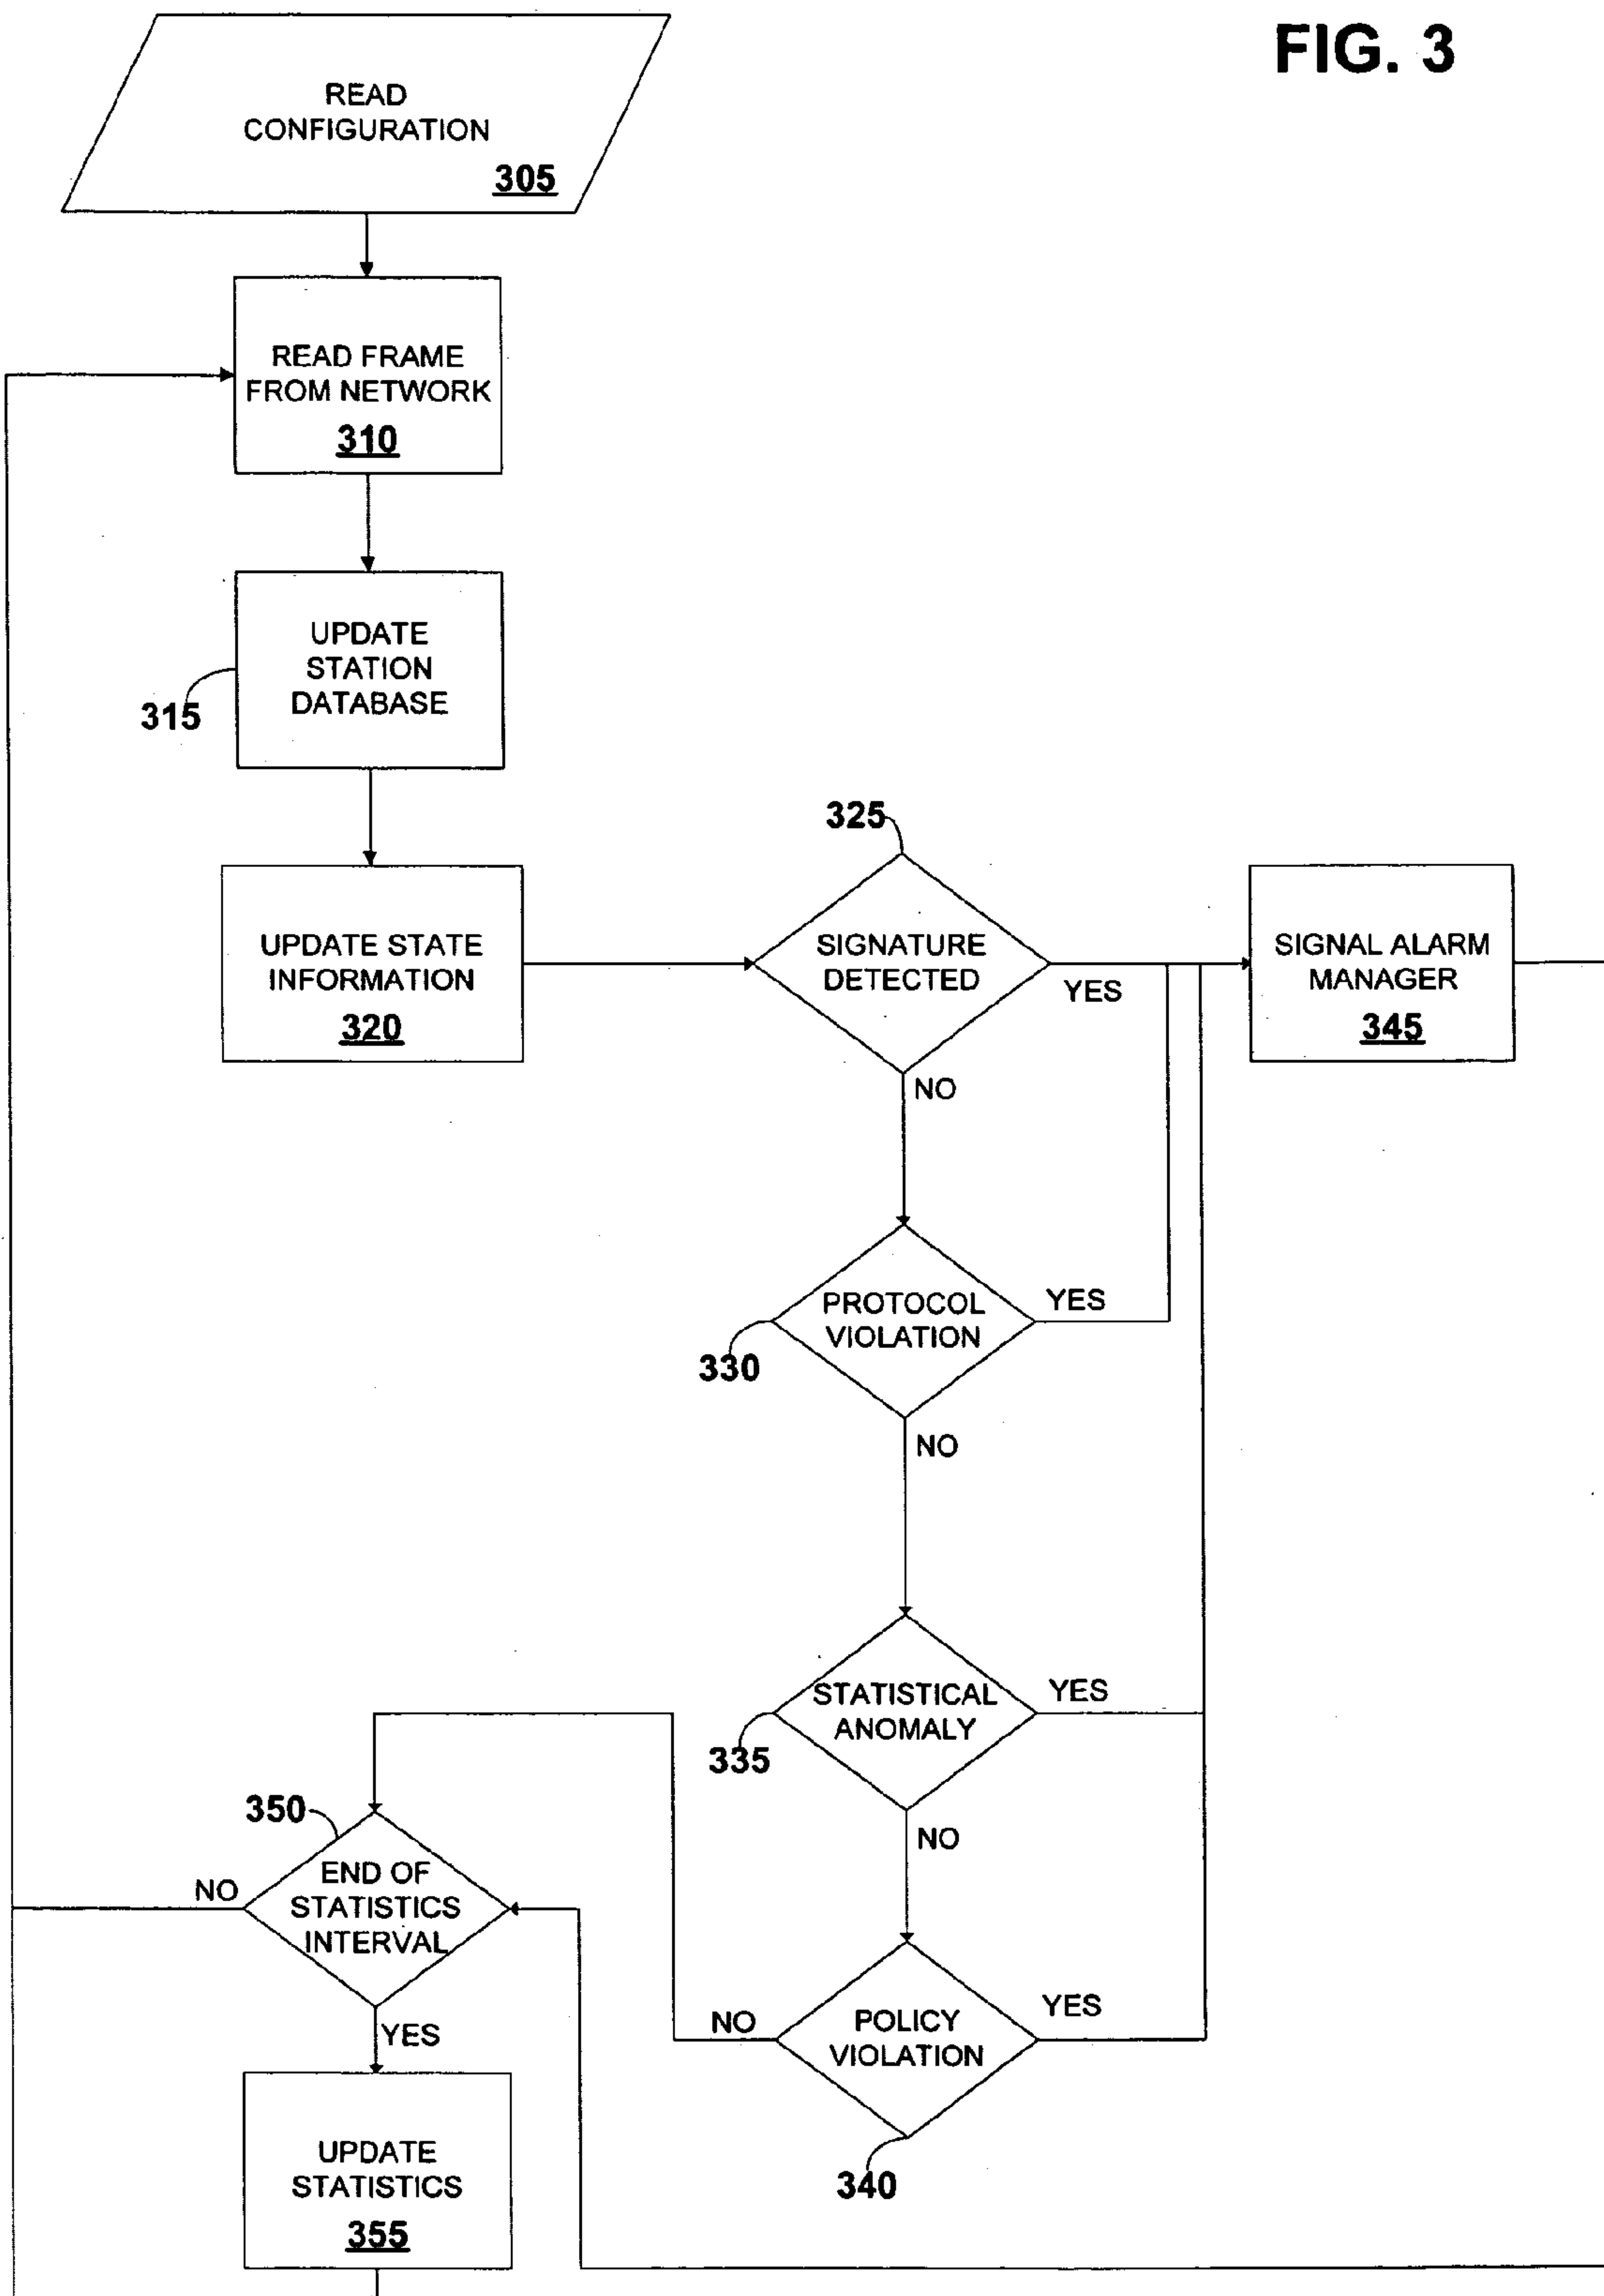 FIG. 3
READ
CONFIGURATION
305
READ FRAME
FROM NETWORK
310
UPDATE
STATION
DATABASE
315
UPDATE STATE
INFORMATION
320
325
SIGNATURE
DETECTED
YES
NO
SIGNAL ALARM
MANAGER
345
PROTOCOL
VIOLATION
YES
330
NO
STATISTICAL
ANOMALY
YES
335
NO
350
END OF
STATISTICS
INTERVAL
NO
YES
POLICY
VIOLATION
NO
YES
340
UPDATE
STATISTICS
355